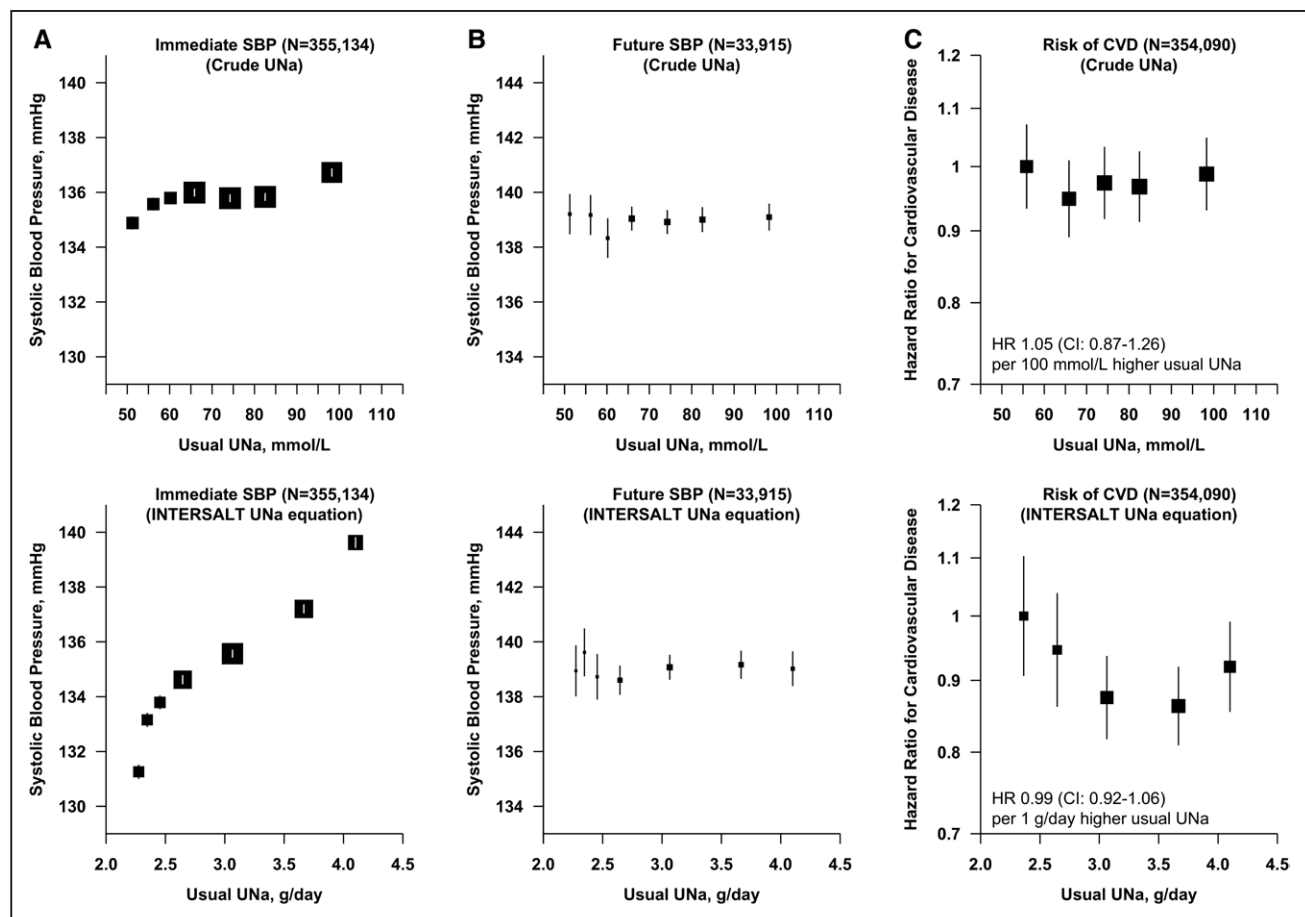 A
Immediate SBP (N=355,134)
(Crude UNa)
Systolic Blood Pressure, mmHg
140
138
136
134
132
130
50 60 70 80 90 100 110
Usual UNa, mmol/L
B
Future SBP (N=33,915)
(Crude UNa)
Systolic Blood Pressure, mmHg
144
142
140
138
136
134
50 60 70 80 90 100 110
Usual UNa, mmol/L
C
Risk of CVD (N=354,090)
(Crude UNa)
Hazard Ratio for Cardiovascular Disease
1.2
1.1
1
0.9
0.8
0.7
HR 1.05 (CI: 0.87-1.26)
per 100 mmol/L higher usual UNa
50 60 70 80 90 100 110
Usual UNa, mmol/L
Immediate SBP (N=355,134)
(INTERSALT UNa equation)
Systolic Blood Pressure, mmHg
140
138
136
134
132
130
2.0 2.5 3.0 3.5 4.0 4.5
Usual UNa, g/day
Future SBP (N=33,915)
(INTERSALT UNa equation)
Systolic Blood Pressure, mmHg
144
142
140
138
136
134
2.0 2.5 3.0 3.5 4.0 4.5
Usual UNa, g/day
Risk of CVD (N=354,090)
(INTERSALT UNa equation)
Hazard Ratio for Cardiovascular Disease
1.2
1.1
1
0.9
0.8
0.7
HR 0.99 (CI: 0.92-1.06)
per 1 g/day higher usual UNa
2.0 2.5 3.0 3.5 4.0 4.5
Usual UNa, g/day